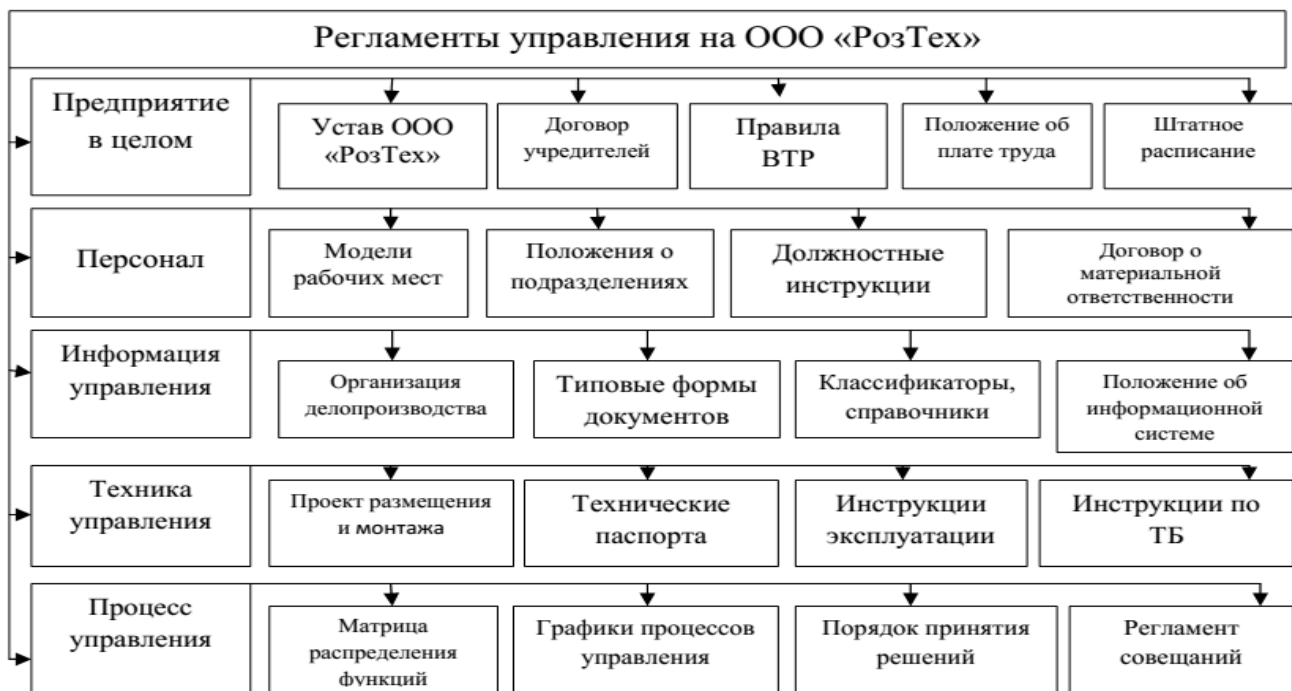 Регламенты управления на ООО «РозТех»
Предприятие
в целом
Устав ООО
«РозТех»
Договор
учредителей
Правила
ВТР
Положение об
плате труда
Штатное
расписание
Персонал
Модели
рабочих мест
Положения о
подразделениях
Должностные
инструкции
Договор о
материальной
ответственности
Информация
управления
Организация
делопроизводства
Типовые формы
документов
Классификаторы,
справочники
Положение об
информационной
системе
Техника
управления
Проект размещения
и монтажа
Технические
паспорта
Инструкции
эксплуатации
Инструкции по
ТБ
Процесс
управления
Матрица
распределения
функций
Графики процессов
управления
Порядок принятия
решений
Регламент
совещаний